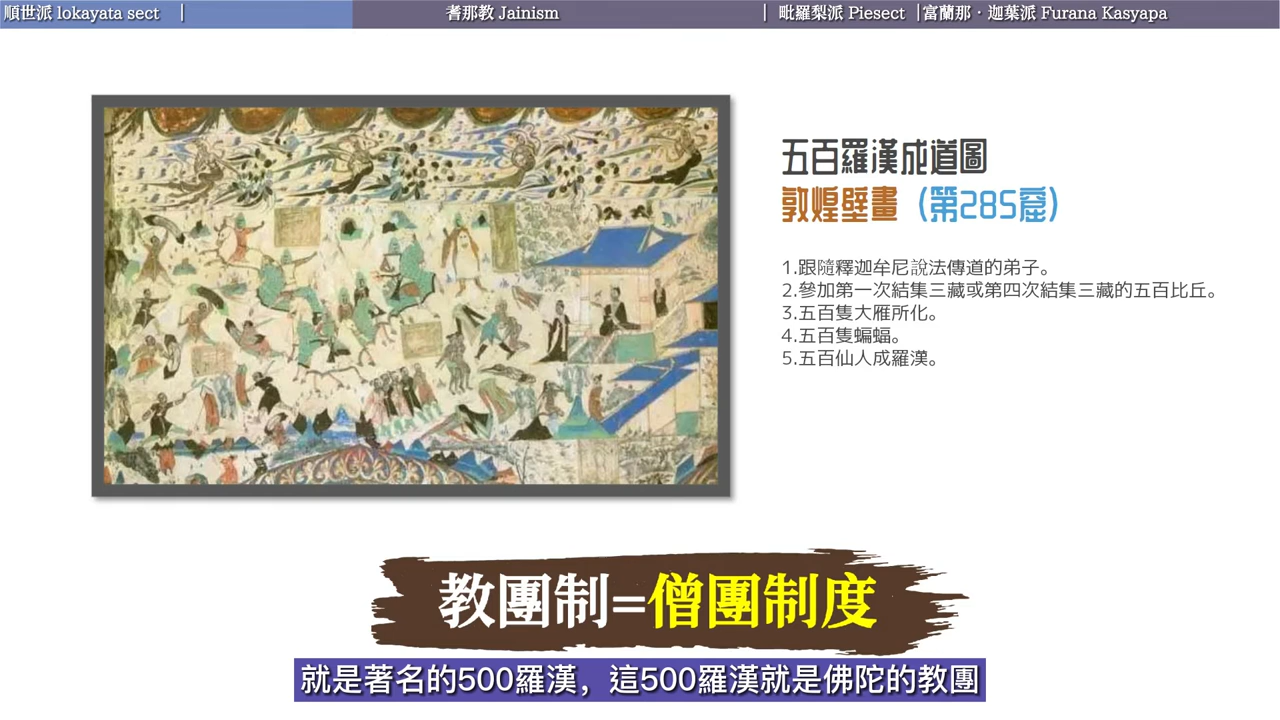 順世派 lokayata sect | 耆那教 Jainism | 毗羅梨派 Piesect |富蘭那·迦葉派 Furana Kasyapa
五百羅漢成道圖
敦煌壁畫（第285窟）
1.跟隨釋迦牟尼說法傳道的弟子。
2.參加第一次結集三藏或第四次結集三藏的五百比丘。
3.五百隻大雁所化。
4.五百隻蝙蝠。
5.五百仙人成羅漢。
教團制=僧團制度
就是著名的500羅漢，這500羅漢就是佛陀的教團